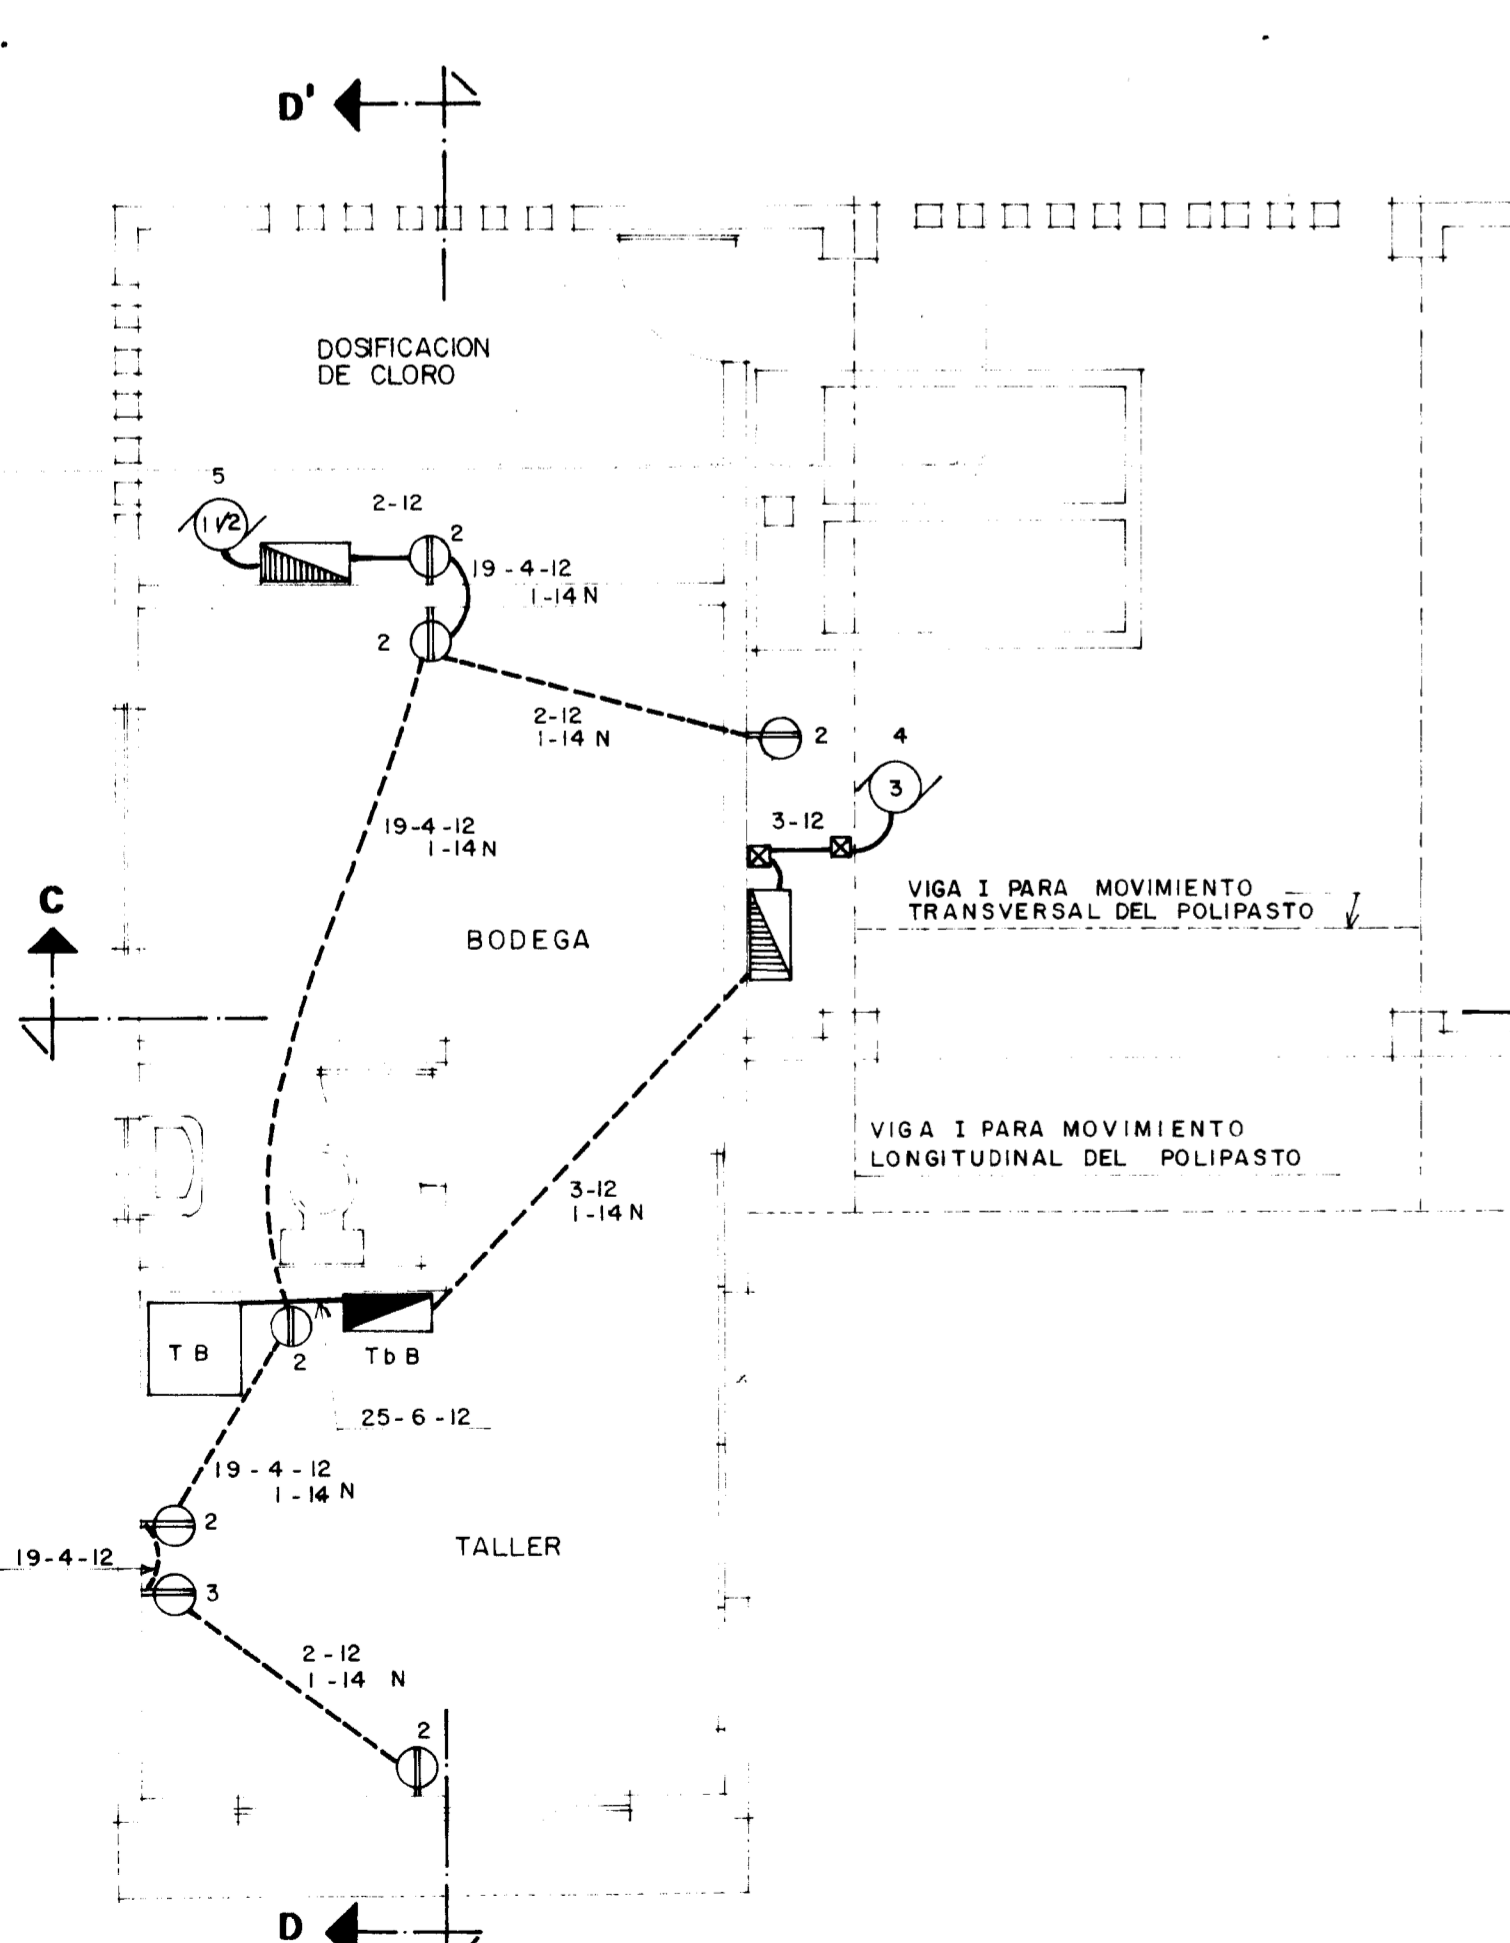 D'
DOSIFICACION
DE CLORO
5
1 1/2
2-12
2
19-4-12
1-14 N
2
2-12
1-14 N
2
4
3
3-12
19-4-12
1-14 N
C
BODEGA
VIGA I PARA MOVIMIENTO
TRANSVERSAL DEL POLIPASTO
VIGA I PARA MOVIMIENTO
LONGITUDINAL DEL POLIPASTO
3-12
1-14 N
T B
2
TbB
25-6-12
19-4-12
1-14 N
2
19-4-12
TALLER
3
2-12
1-14 N
2
D